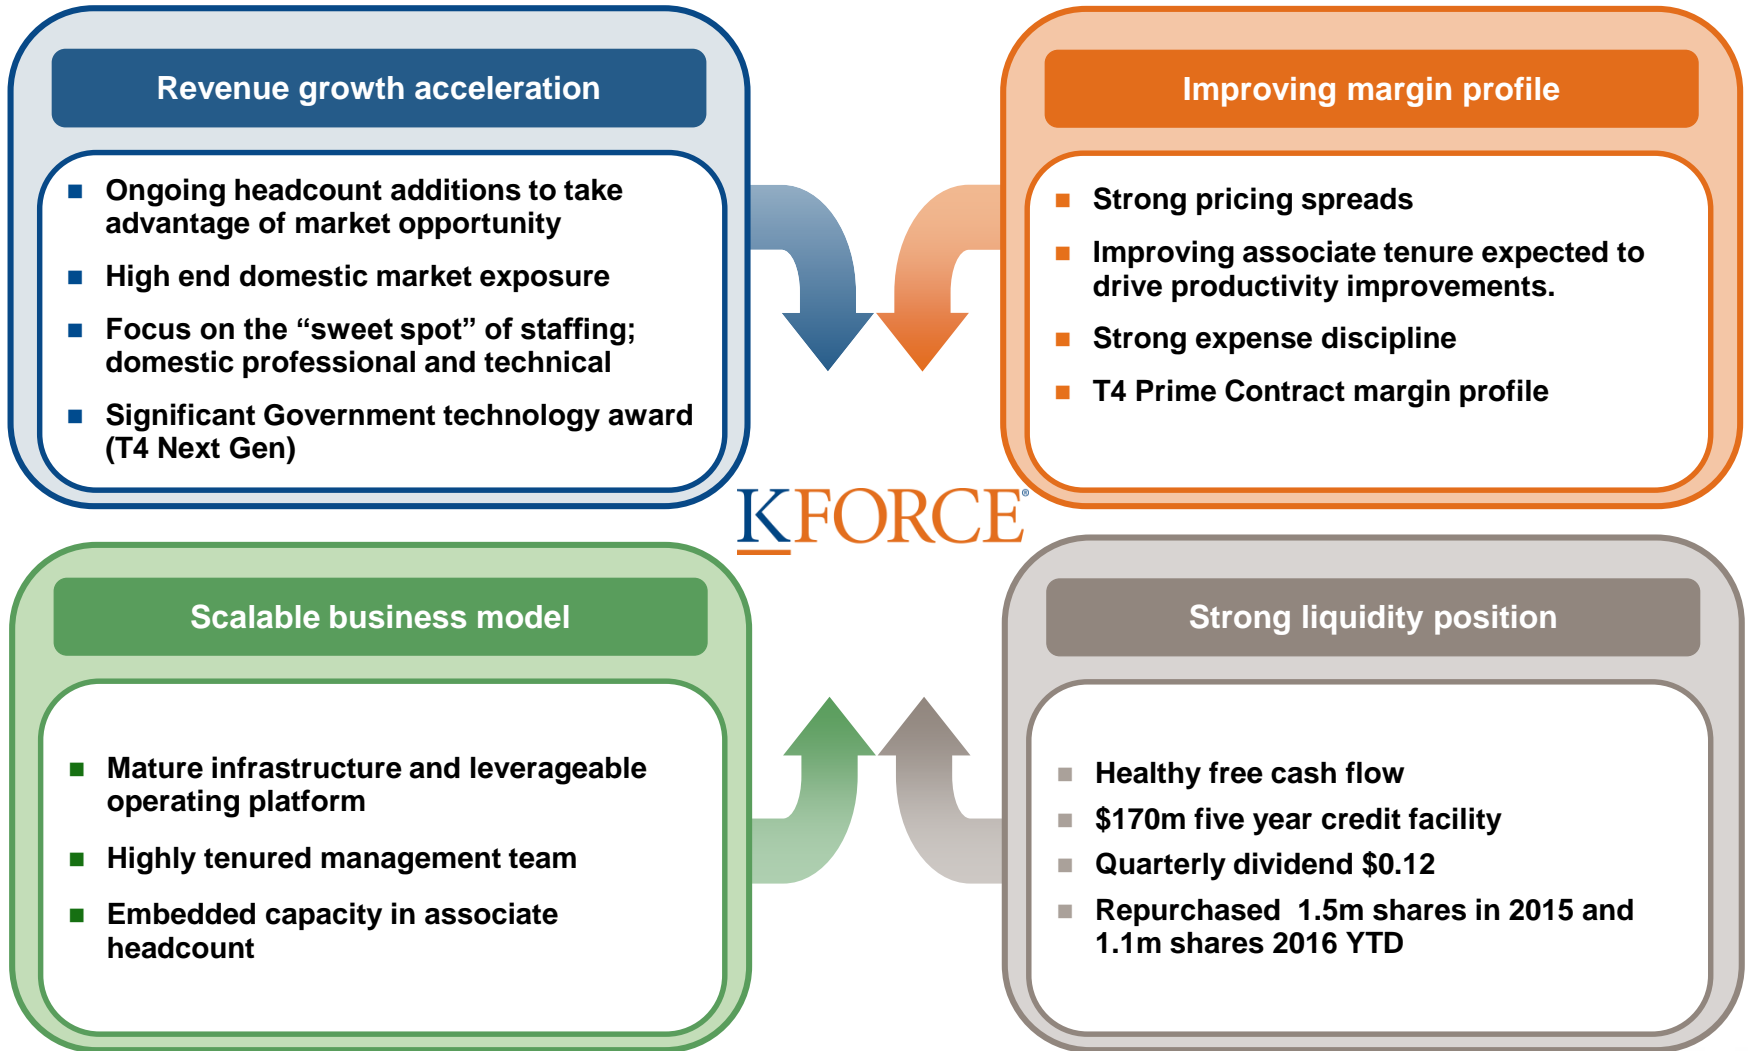 Revenue growth acceleration
Ongoing headcount additions to take
advantage of market opportunity
High end domestic market exposure
Focus on the “sweet spot” of staffing;
domestic professional and technical
Significant Government technology award
(T4 Next Gen)
Improving margin profile
Strong pricing spreads
Improving associate tenure expected to
drive productivity improvements.
Strong expense discipline
T4 Prime Contract margin profile
KFORCE®
Scalable business model
Mature infrastructure and leverageable
operating platform
Highly tenured management team
Embedded capacity in associate
headcount
Strong liquidity position
Healthy free cash flow
$170m five year credit facility
Quarterly dividend $0.12
Repurchased  1.5m shares in 2015 and
1.1m shares 2016 YTD